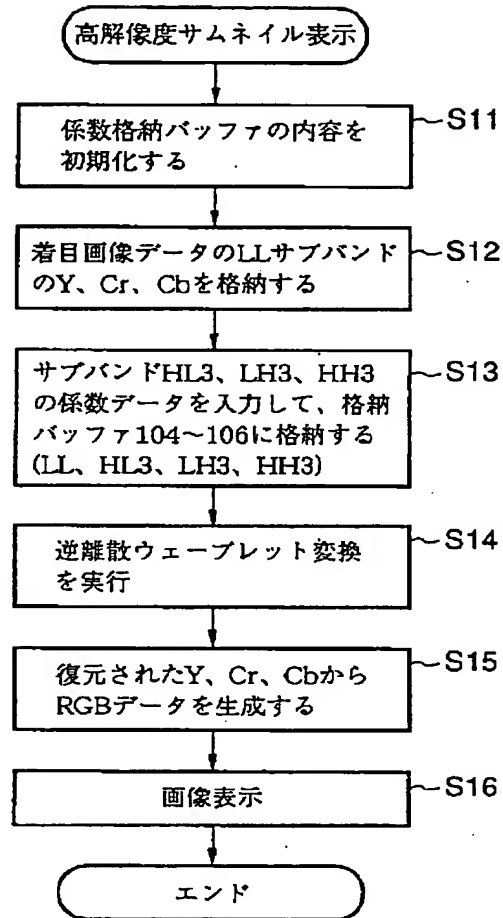 高解像度サムネイル表示
係数格納バッファの内容を
初期化する
S11
着目画像データのLLサブバンド
のY、Cr、Cbを格納する
S12
サブバンドHL3、LH3、HH3
の係数データを入力して、格納
バッファ104～106に格納する
(LL、HL3、LH3、HH3)
S13
逆離散ウェーブレット変換
を実行
S14
復元されたY、Cr、Cbから
RGBデータを生成する
S15
画像表示
S16
エンド